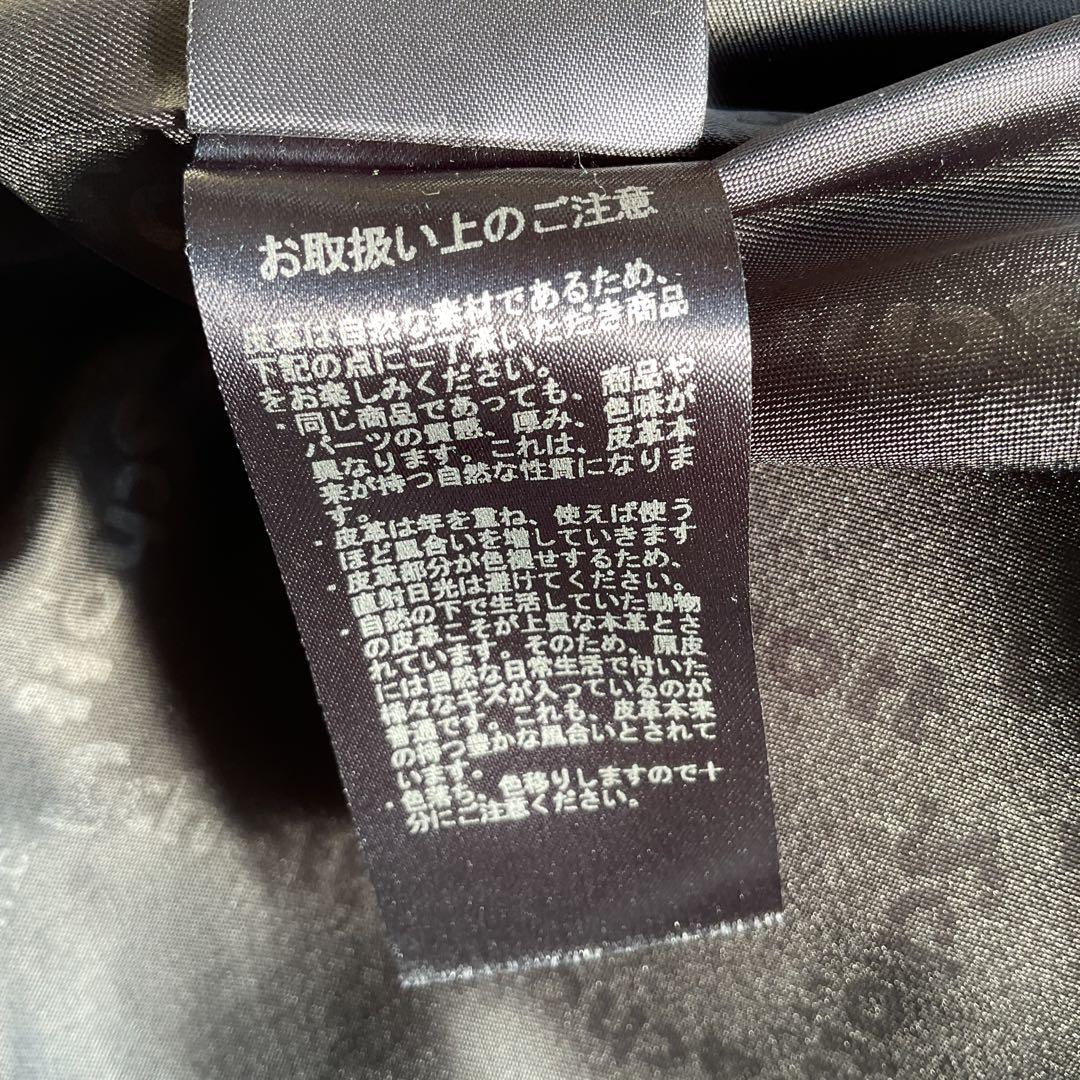 お取扱い上のご注意
皮革は自然な素材であるため、
下記の点にご了承いただき商品
をお楽しみください。
・同じ商品であっても、商品や
パーツの質感、厚み、色味が
異なります。これは、皮革本
来が持つ自然な性質になりま
す。
・皮革は年を重ね、使えば使う
ほど風合いを増していきます
・皮革部分が色褪せするため、
直射日光は避けてください。
・自然の下で生活していた動物
の皮革こそが上質な本革とさ
れています。そのため、原皮
には自然な日常生活で付いた
様々なキズが入っているのが
普通です。これも、皮革本来
の持つ豊かな風合いとされて
います。
・色落ち、色移りしますので十
分にご注意ください。